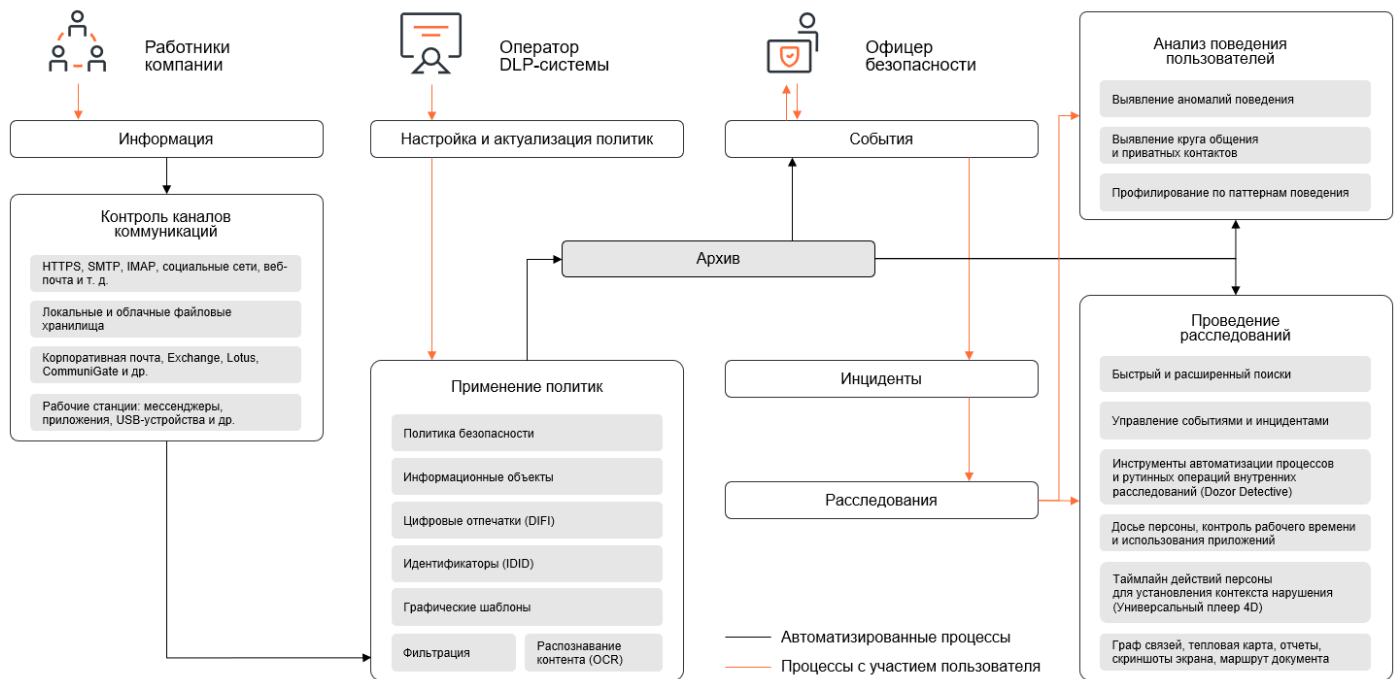 Работники
компании
Информация
Контроль каналов
коммуникаций
HTTPS, SMTP, IMAP, социальные сети, веб-
почта и т. д.
Локальные и облачные файловые
хранилища
Корпоративная почта, Exchange, Lotus,
CommuniGate и др.
Рабочие станции: мессенджеры,
приложения, USB-устройства и др.
Оператор
DLP-системы
Настройка и актуализация политик
Применение политик
Политика безопасности
Информационные объекты
Цифровые отпечатки (DIFI)
Идентификаторы (IDID)
Графические шаблоны
Фильтрация
Распознавание
контента (OCR)
Архив
Офицер
безопасности
События
Инциденты
Расследования
Анализ поведения
пользователей
Выявление аномалий поведения
Выявление круга общения
и приватных контактов
Профилирование по паттернам поведения
Проведение
расследований
Быстрый и расширенный поиски
Управление событиями и инцидентами
Инструменты автоматизации процессов
и рутинных операций внутренних
расследований (Dozor Detective)
Досье персоны, контроль рабочего времени
и использования приложений
Таймлайн действий персоны
для установления контекста нарушения
(Универсальный плеер 4D)
Граф связей, тепловая карта, отчеты,
скриншоты экрана, маршрут документа
Автоматизированные процессы
Процессы с участием пользователя